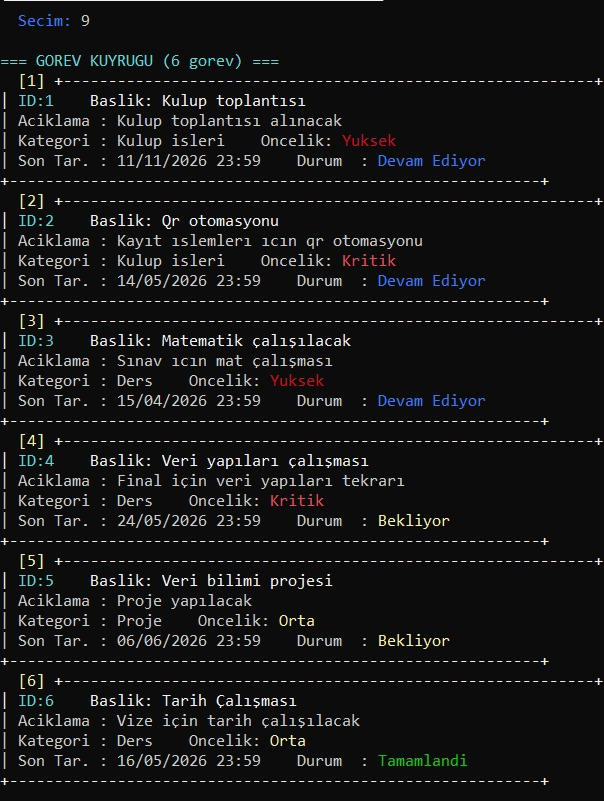 Secim: 9
=== GOREV KUYRUGU (6 gorev) ===
[1] +-----------------------------------------------------------+
| ID:1    Baslik: Kulup toplantısı
| Aciklama : Kulup toplantısı alınacak
| Kategori : Kulup isleri    Oncelik: Yuksek
| Son Tar. : 11/11/2026 23:59    Durum  : Devam Ediyor
+-----------------------------------------------------------+
[2] +-----------------------------------------------------------+
| ID:2    Baslik: Qr otomasyonu
| Aciklama : Kayıt ıslemlerı ıcın qr otomasyonu
| Kategori : Kulup isleri    Oncelik: Kritik
| Son Tar. : 14/05/2026 23:59    Durum  : Devam Ediyor
+-----------------------------------------------------------+
[3] +-----------------------------------------------------------+
| ID:3    Baslik: Matematik çalışılacak
| Aciklama : Sınav ıcın mat çalışması
| Kategori : Ders    Oncelik: Yuksek
| Son Tar. : 15/04/2026 23:59    Durum  : Devam Ediyor
+-----------------------------------------------------------+
[4] +-----------------------------------------------------------+
| ID:4    Baslik: Veri yapıları çalışması
| Aciklama : Final için veri yapıları tekrarı
| Kategori : Ders    Oncelik: Kritik
| Son Tar. : 24/05/2026 23:59    Durum  : Bekliyor
+-----------------------------------------------------------+
[5] +-----------------------------------------------------------+
| ID:5    Baslik: Veri bilimi projesi
| Aciklama : Proje yapılacak
| Kategori : Proje    Oncelik: Orta
| Son Tar. : 06/06/2026 23:59    Durum  : Bekliyor
+-----------------------------------------------------------+
[6] +-----------------------------------------------------------+
| ID:6    Baslik: Tarih Çalışması
| Aciklama : Vize için tarih çalışılacak
| Kategori : Ders    Oncelik: Orta
| Son Tar. : 16/05/2026 23:59    Durum  : Tamamlandi
+-----------------------------------------------------------+